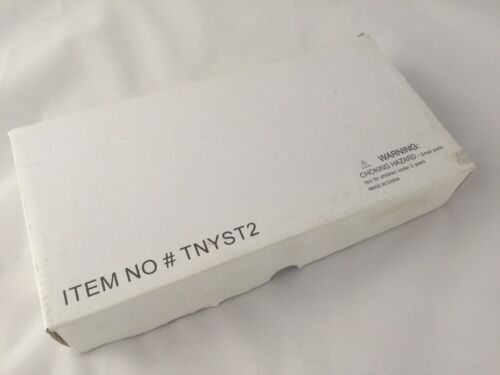 WARNING:
CHOKING HAZARD - Small parts
Not for children under 3 years
MADE IN CHINA
ITEM NO # TNYST2